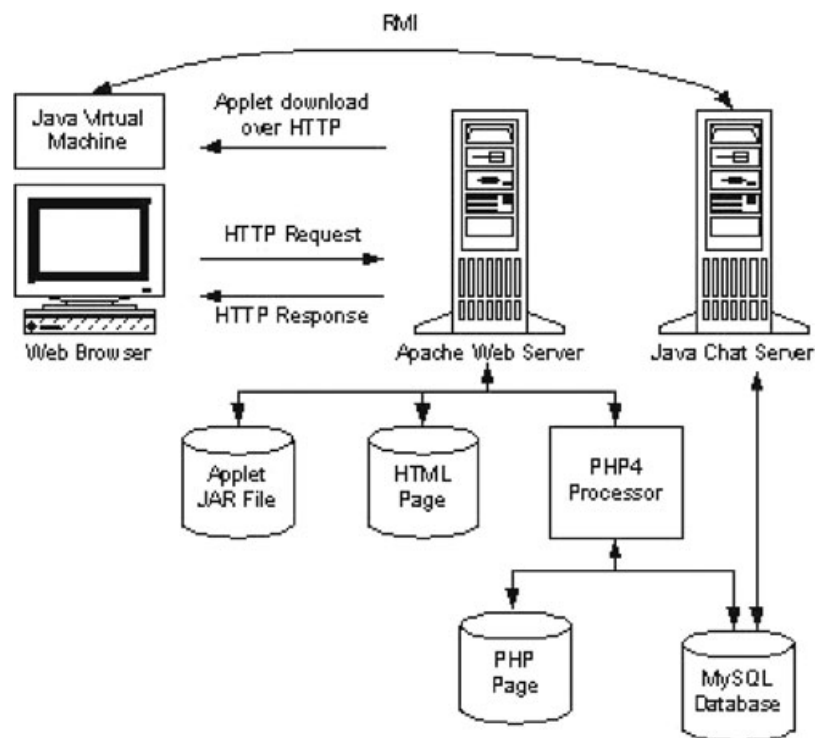 RMI
Java Virtual
Machine
Applet download
over HTTP
HTTP Request
HTTP Response
Web Browser
Apache Web Server
Java Chat Server
Applet
JAR File
HTML
Page
PHP4
Processor
PHP
Page
MySQL
Database